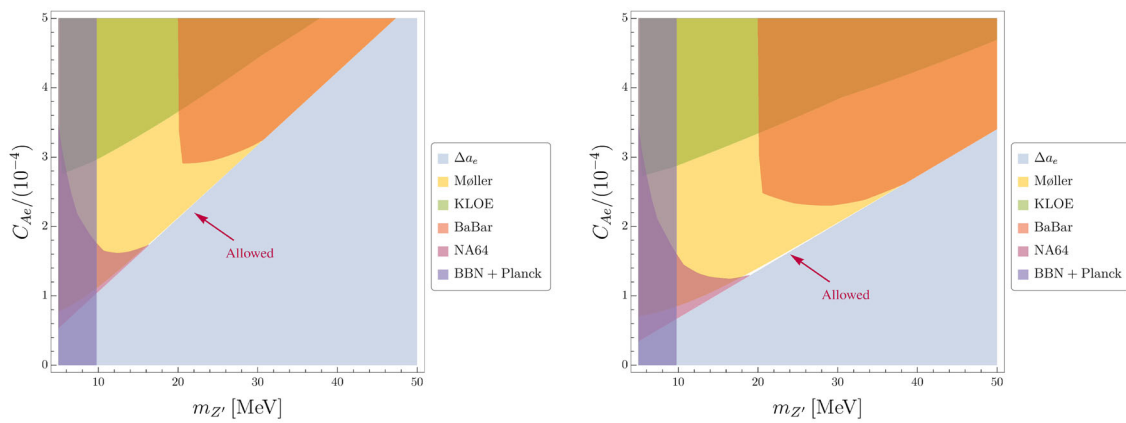 5
4
3
2
1
0
C_{Ae}/(10^{-4})
10
20
30
40
50
m_{Z'} [MeV]
Allowed
Δa_e
Møller
KLOE
BaBar
NA64
BBN + Planck
5
4
3
2
1
0
C_{Ae}/(10^{-4})
10
20
30
40
50
m_{Z'} [MeV]
Allowed
Δa_e
Møller
KLOE
BaBar
NA64
BBN + Planck